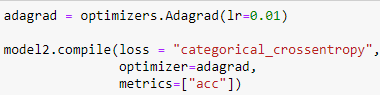 adagrad = optimizers.Adagrad(lr=0.01)
model2.compile(loss = "categorical_crossentropy",
optimizer=adagrad,
metrics=["acc"])